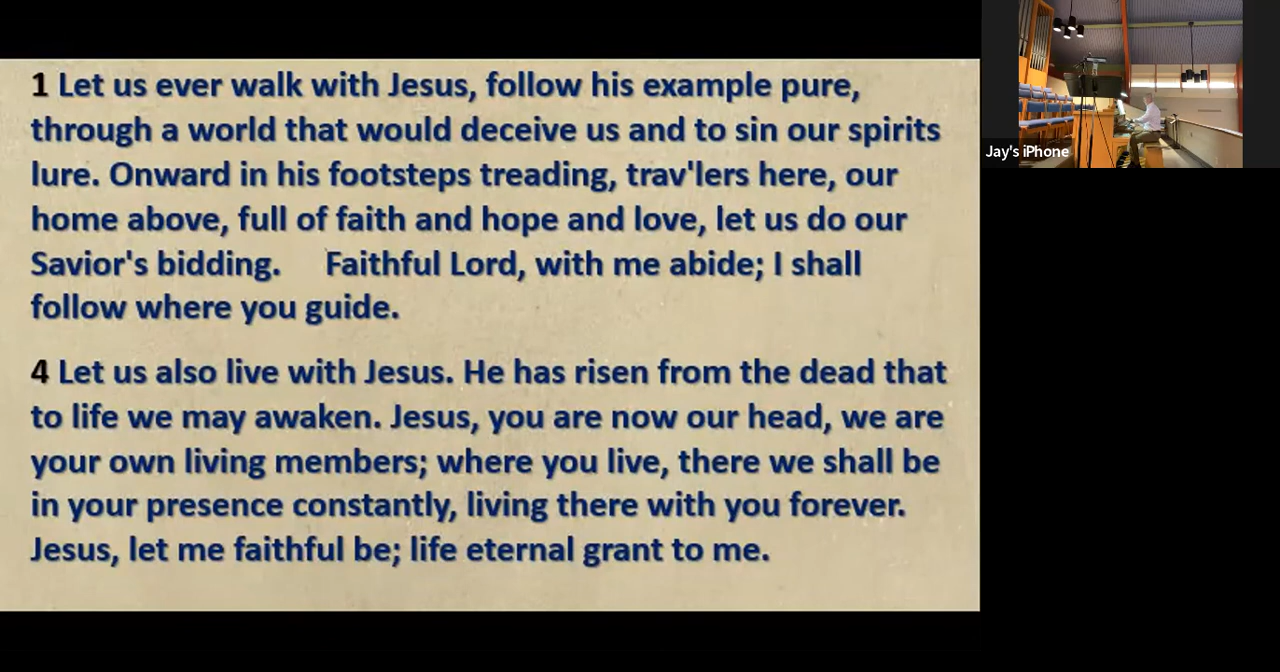 1 Let us ever walk with Jesus, follow his example pure,
through a world that would deceive us and to sin our spirits
lure. Onward in his footsteps treading, trav'lers here, our
home above, full of faith and hope and love, let us do our
Savior's bidding. Faithful Lord, with me abide; I shall
follow where you guide.
4 Let us also live with Jesus. He has risen from the dead that
to life we may awaken. Jesus, you are now our head, we are
your own living members; where you live, there we shall be
in your presence constantly, living there with you forever.
Jesus, let me faithful be; life eternal grant to me.
Jay's iPhone